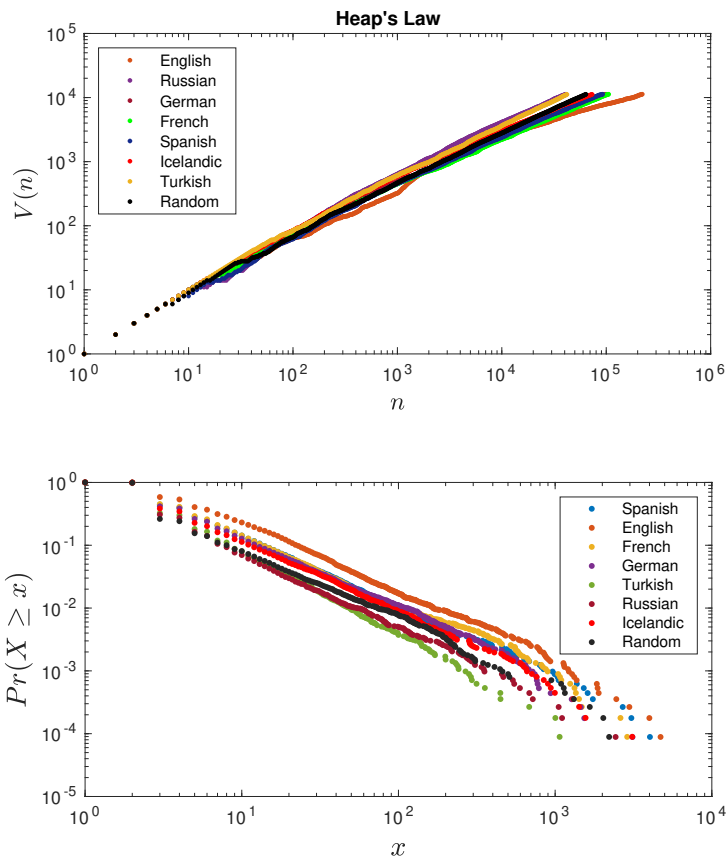 Heap's Law
10^5
10^4
10^3
10^2
10^1
10^0
V(n)
English
Russian
German
French
Spanish
Icelandic
Turkish
Random
10^0 10^1 10^2 10^3 10^4 10^5 10^6
n
10^0
10^-1
10^-2
10^-3
10^-4
10^-5
Pr(X ≥ x)
Spanish
English
French
German
Turkish
Russian
Icelandic
Random
10^0 10^1 10^2 10^3 10^4
x